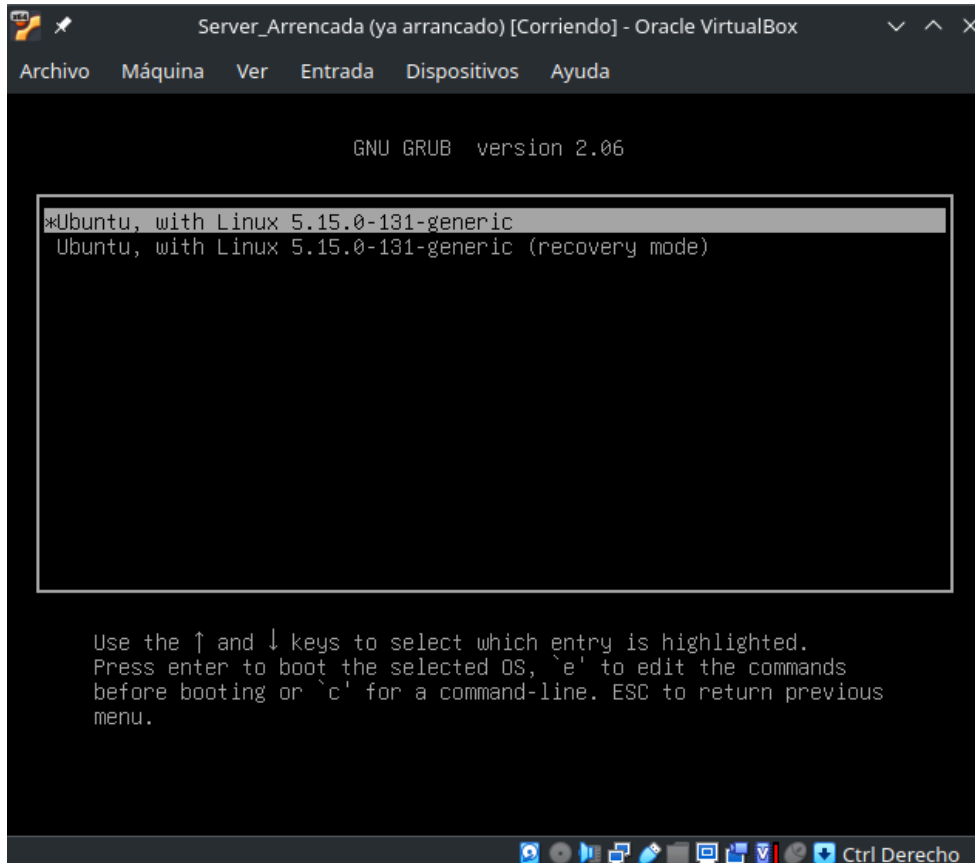 Server_Arrencada (ya arrancado) [Corriendo] - Oracle VirtualBox
Archivo Máquina Ver Entrada Dispositivos Ayuda
GNU GRUB version 2.06
*Ubuntu, with Linux 5.15.0-131-generic
Ubuntu, with Linux 5.15.0-131-generic (recovery mode)
Use the ↑ and ↓ keys to select which entry is highlighted.
Press enter to boot the selected OS, `e' to edit the commands
before booting or `c' for a command-line. ESC to return previous
menu.
Ctrl Derecho